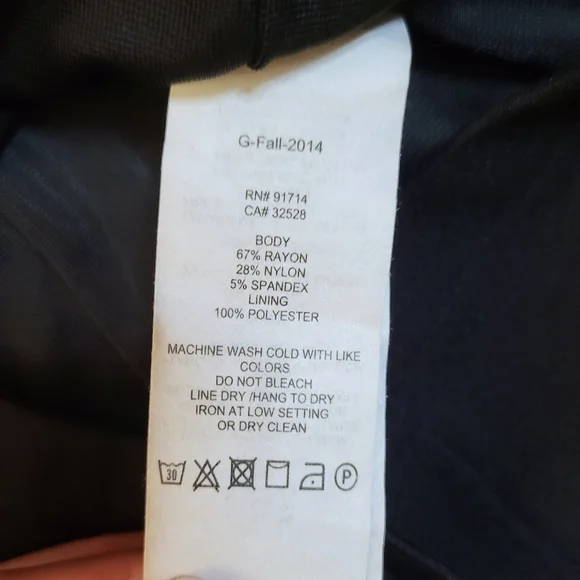 G-Fall-2014
RN# 91714
CA# 32528
BODY
67% RAYON
28% NYLON
5% SPANDEX
LINING
100% POLYESTER
MACHINE WASH COLD WITH LIKE
COLORS
DO NOT BLEACH
LINE DRY /HANG TO DRY
IRON AT LOW SETTING
OR DRY CLEAN
30 P